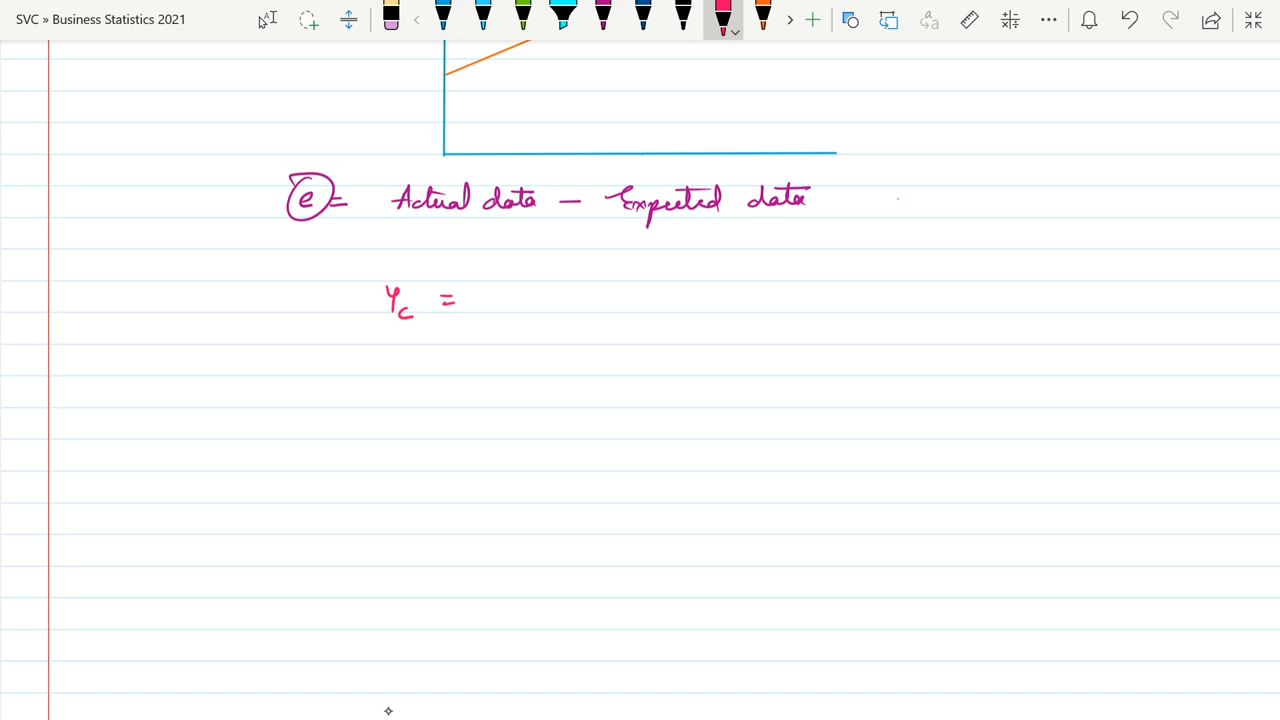 SVC » Business Statistics 2021
e = Actual data - Expected data
Yc =